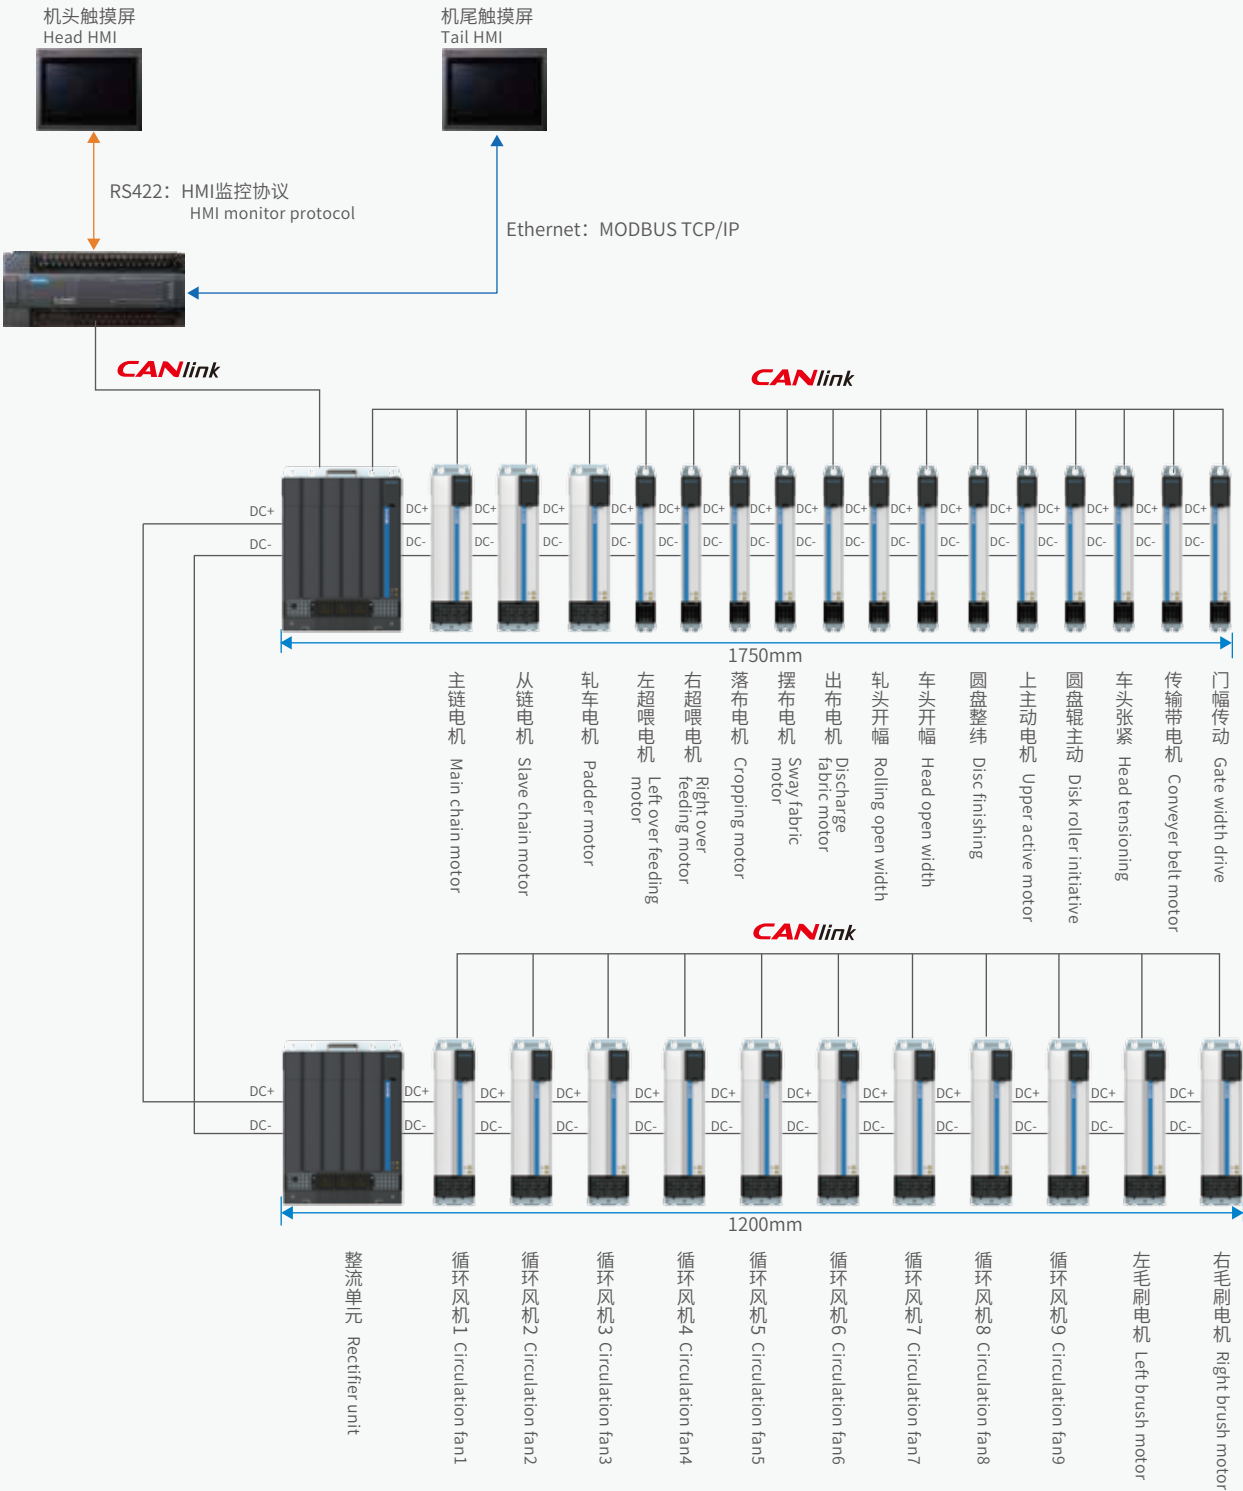 机头触摸屏
Head HMI
机尾触摸屏
Tail HMI
RS422：HMI监控协议
HMI monitor protocol
Ethernet：MODBUS TCP/IP
CANlink
CANlink
DC+ DC+ DC+ DC+ DC+ DC+ DC+ DC+ DC+ DC+ DC+ DC+ DC+ DC+ DC+ DC+ DC+
DC- DC- DC- DC- DC- DC- DC- DC- DC- DC- DC- DC- DC- DC- DC- DC- DC-
1750mm
主链电机 Main chain motor
从链电机 Slave chain motor
轧车电机 Padder motor
左超喂电机 Left over feeding
motor
右超喂电机 Right over
feeding motor
落布电机 Cropping motor
摆布电机 Sway fabric
motor
出布电机 Discharge
fabric motor
轧头开幅 Rolling open width
车头开幅 Head open width
圆盘整纬 Disc finishing
上主动电机 Upper active motor
圆盘辊主动 Disk roller initiative
车头张紧 Head tensioning
传输带电机 Conveyer belt motor
门幅传动 Gate width drive
CANlink
DC+ DC+ DC+ DC+ DC+ DC+ DC+ DC+ DC+ DC+ DC+ DC+
DC- DC- DC- DC- DC- DC- DC- DC- DC- DC- DC- DC-
1200mm
整流单元 Rectifier unit
循环风机1 Circulation fan1
循环风机2 Circulation fan2
循环风机3 Circulation fan3
循环风机4 Circulation fan4
循环风机5 Circulation fan5
循环风机6 Circulation fan6
循环风机7 Circulation fan7
循环风机8 Circulation fan8
循环风机9 Circulation fan9
左毛刷电机 Left brush motor
右毛刷电机 Right brush motor